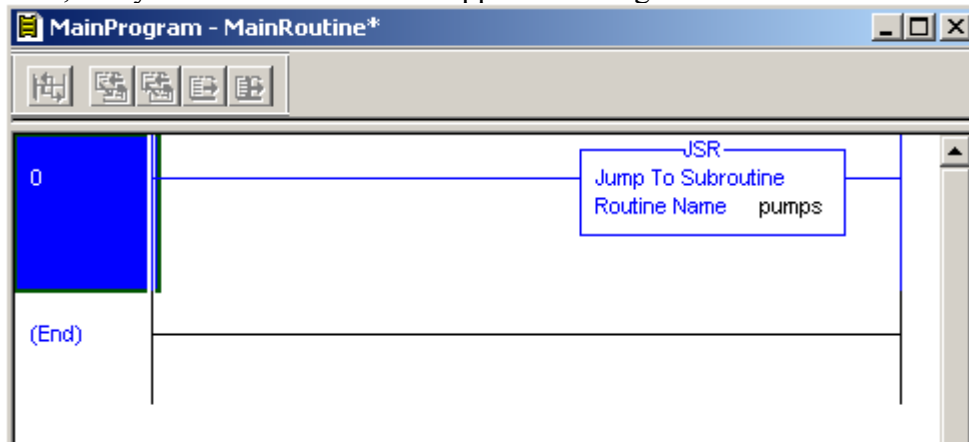 MainProgram - MainRoutine*
0
JSR
Jump To Subroutine
Routine Name pumps
(End)